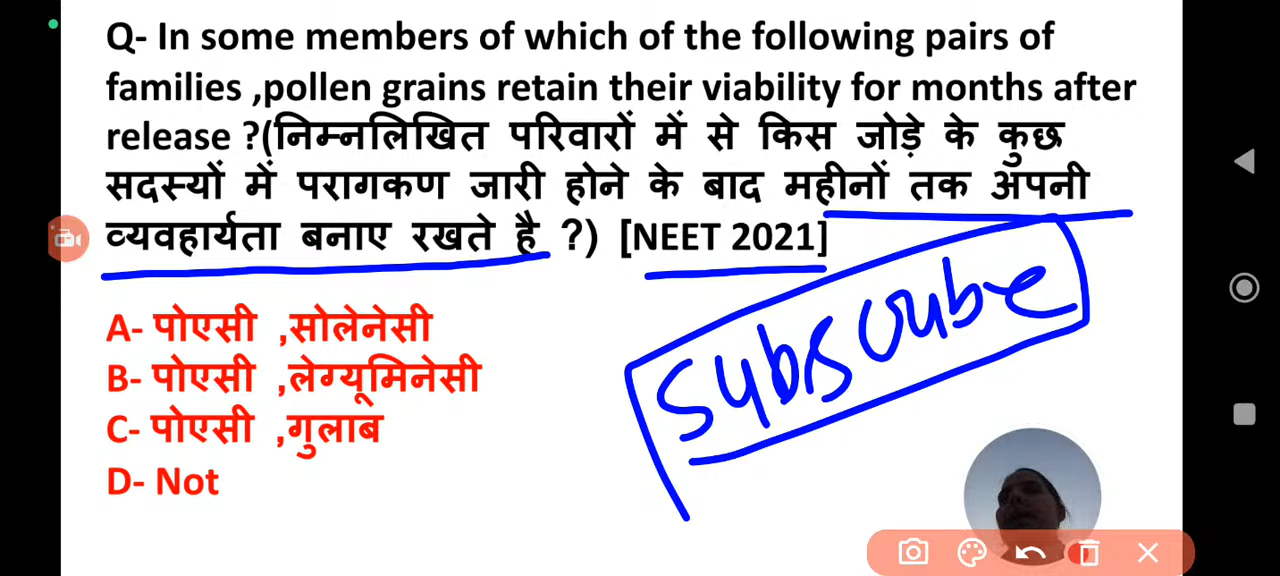 Q- In some members of which of the following pairs of
families ,pollen grains retain their viability for months after
release ?(निम्नलिखित परिवारों में से किस जोड़े के कुछ
सदस्यों में परागकण जारी होने के बाद महीनों तक अपनी
व्यवहार्यता बनाए रखते है ?) [NEET 2021]
A- पोएसी ,सोलेनेसी
B- पोएसी ,लेग्यूमिनेसी
C- पोएसी ,गुलाब
D- Not
Subscribe